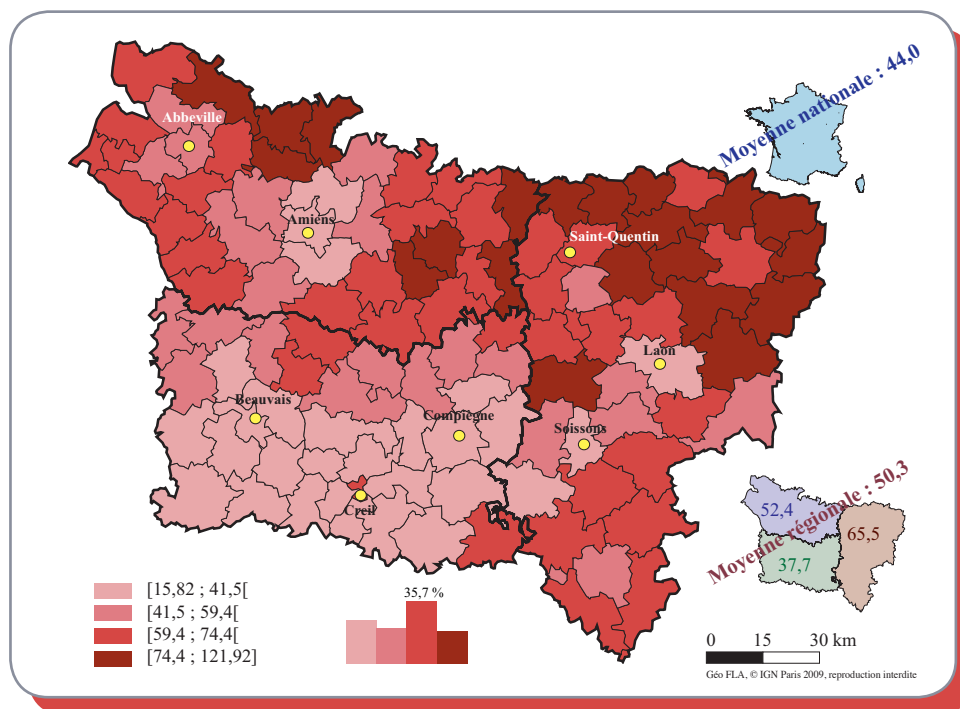 Moyenne nationale : 44,0
Abbeville
Amiens
Saint-Quentin
Laon
Beauvais
Compiègne
Soissons
Creil
Moyenne régionale : 50,3
52,4
65,5
37,7
[15,82 ; 41,5[
[41,5 ; 59,4[
[59,4 ; 74,4[
[74,4 ; 121,92]
35,7 %
0 15 30 km
Géo FLA, © IGN Paris 2009, reproduction interdite